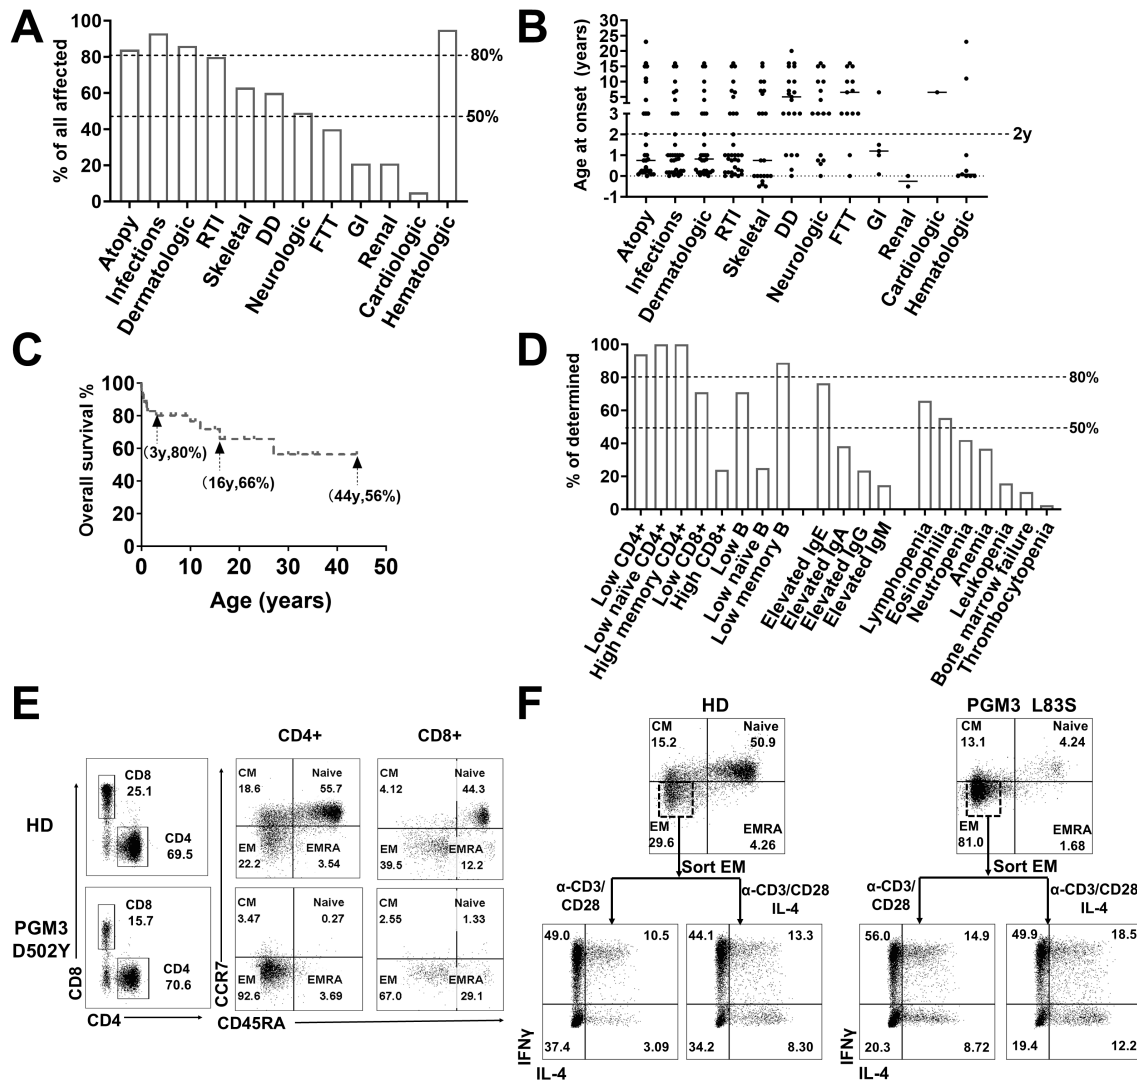 A
100
80
60
40
20
0
% of all affected
80%
50%
Atopy
Infections
Dermatologic
RTI
Skeletal
DD
Neurologic
FTT
GI
Renal
Cardiologic
Hematologic
B
30
25
20
15
10
5
3
2
1
0
-1
Age at onset (years)
2y
Atopy
Infections
Dermatologic
RTI
Skeletal
DD
Neurologic
FTT
GI
Renal
Cardiologic
Hematologic
C
100
80
60
40
20
0
Overall survival %
(3y,80%)
(16y,66%)
(44y,56%)
0 10 20 30 40 50
Age (years)
D
100
80
60
40
20
0
% of determined
80%
50%
Low CD4+
Low naïve CD4+
High memory CD4+
Low CD8+
High CD8+
Low B
Low naïve B
Low memory B
Elevated IgE
Elevated IgA
Elevated IgG
Elevated IgM
Lymphopenia
Eosinophilia
Neutropenia
Anemia
Leukopenia
Bone marrow failure
Thrombocytopenia
E
CD4+
CD8+
HD
CD8
25.1
CD4
69.5
CM
18.6
Naive
55.7
EM
22.2
EMRA
3.54
CM
4.12
Naive
44.3
EM
39.5
EMRA
12.2
PGM3
D502Y
CD8
15.7
CD4
70.6
CM
3.47
Naive
0.27
EM
92.6
EMRA
3.69
CM
2.55
Naive
1.33
EM
67.0
EMRA
29.1
CD8
CD4
CCR7
CD45RA
F
HD
CM
15.2
Naive
50.9
EM
29.6
EMRA
4.26
Sort EM
α-CD3/
CD28
α-CD3/CD28
IL-4
49.0 10.5
37.4 3.09
44.1 13.3
34.2 8.30
IFNγ
IL-4
PGM3 L83S
CM
13.1
Naive
4.24
EM
81.0
EMRA
1.68
Sort EM
α-CD3/
CD28
α-CD3/CD28
IL-4
56.0 14.9
20.3 8.72
49.9 18.5
19.4 12.2
IFNγ
IL-4